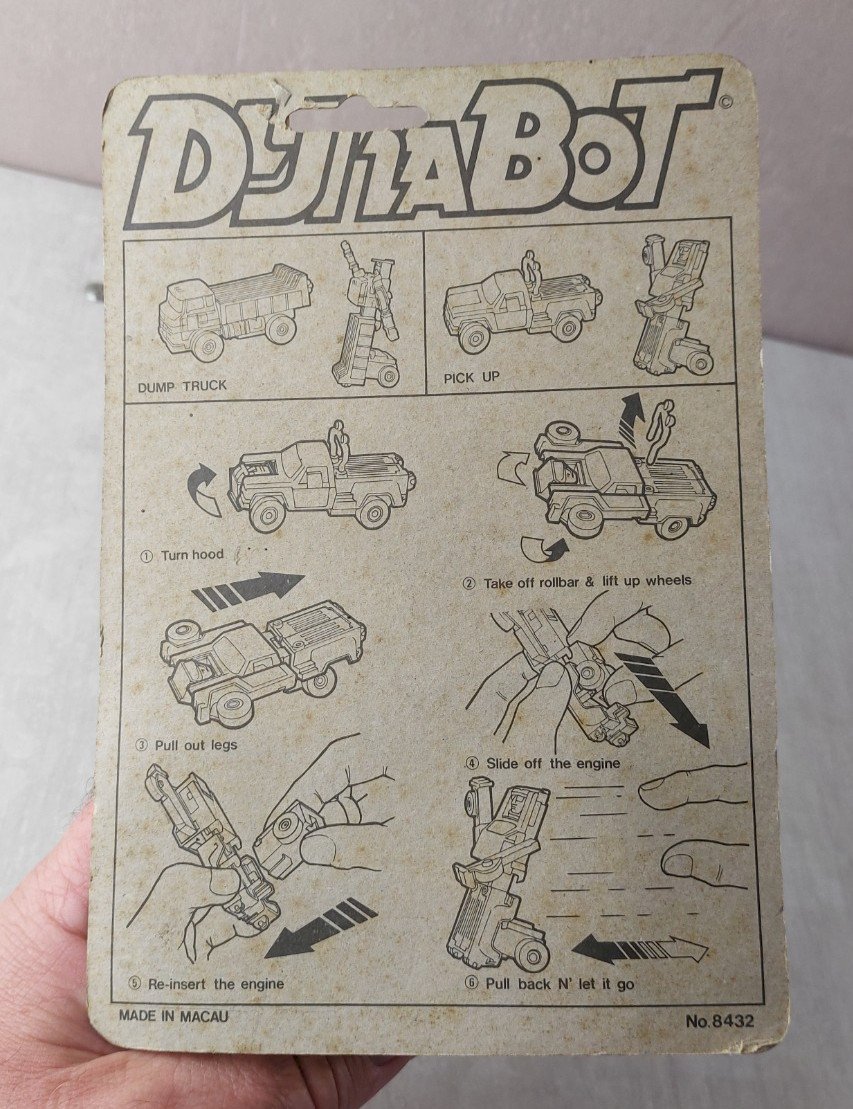 DYNABOT ©
DUMP TRUCK
PICK UP
① Turn hood
② Take off rollbar & lift up wheels
③ Pull out legs
④ Slide off the engine
⑤ Re-insert the engine
⑥ Pull back N' let it go
MADE IN MACAU
No.8432